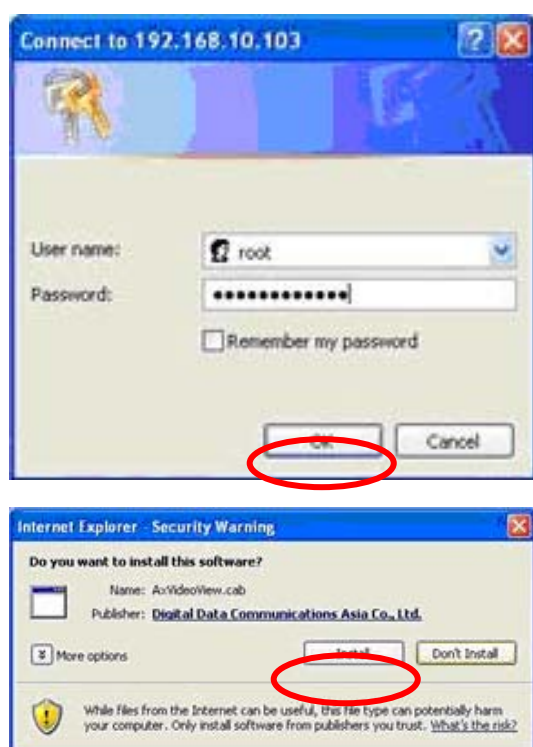 Connect to 192.168.10.103
User name:
root
Password:
••••••••••••
Remember my password
OK
Cancel
Internet Explorer - Security Warning
Do you want to install this software?
Name: AxVideoView.cab
Publisher: Digital Data Communications Asia Co., Ltd.
More options
Install
Don't Install
While files from the Internet can be useful, this file type can potentially harm
your computer. Only install software from publishers you trust. What's the risk?